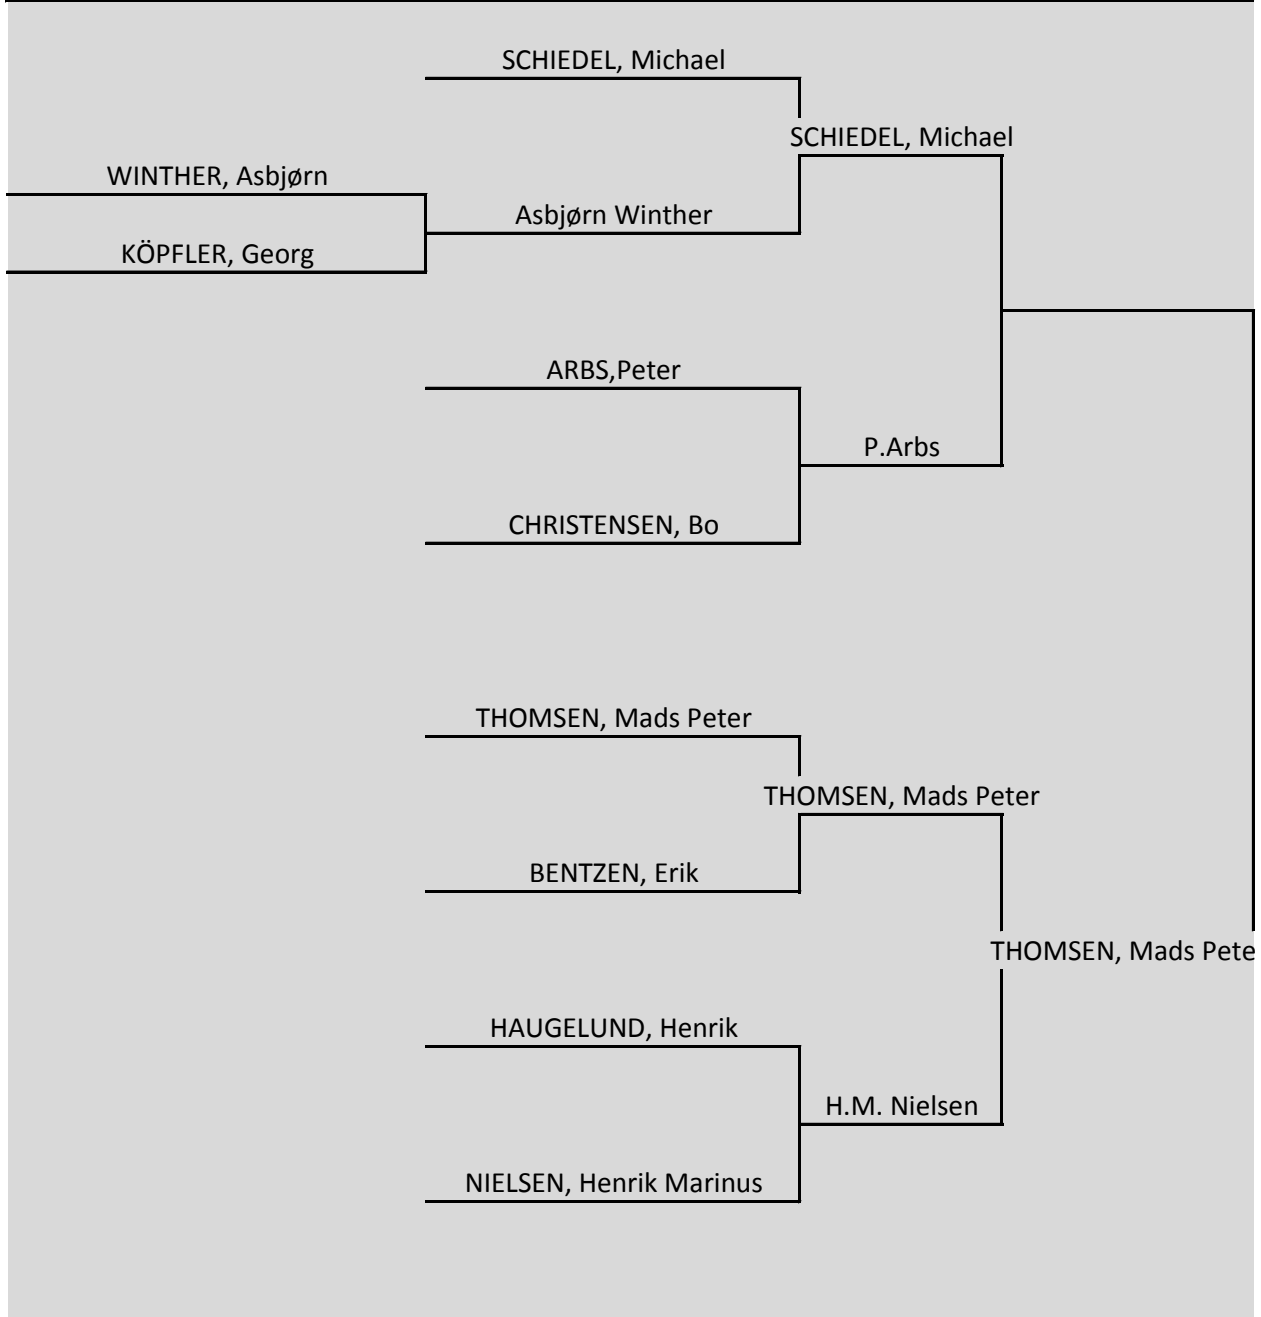 SCHIEDEL, Michael
SCHIEDEL, Michael
WINTHER, Asbjørn
Asbjørn Winther
KÖPFLER, Georg
ARBS,Peter
P.Arbs
CHRISTENSEN, Bo
THOMSEN, Mads Peter
THOMSEN, Mads Peter
BENTZEN, Erik
THOMSEN, Mads Pete
HAUGELUND, Henrik
H.M. Nielsen
NIELSEN, Henrik Marinus